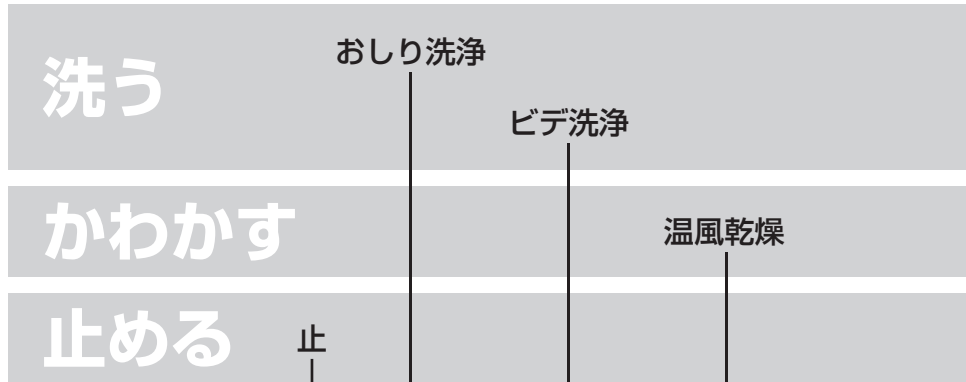 洗う
おしり洗浄
ビデ洗浄
かわかす
温風乾燥
止める
止